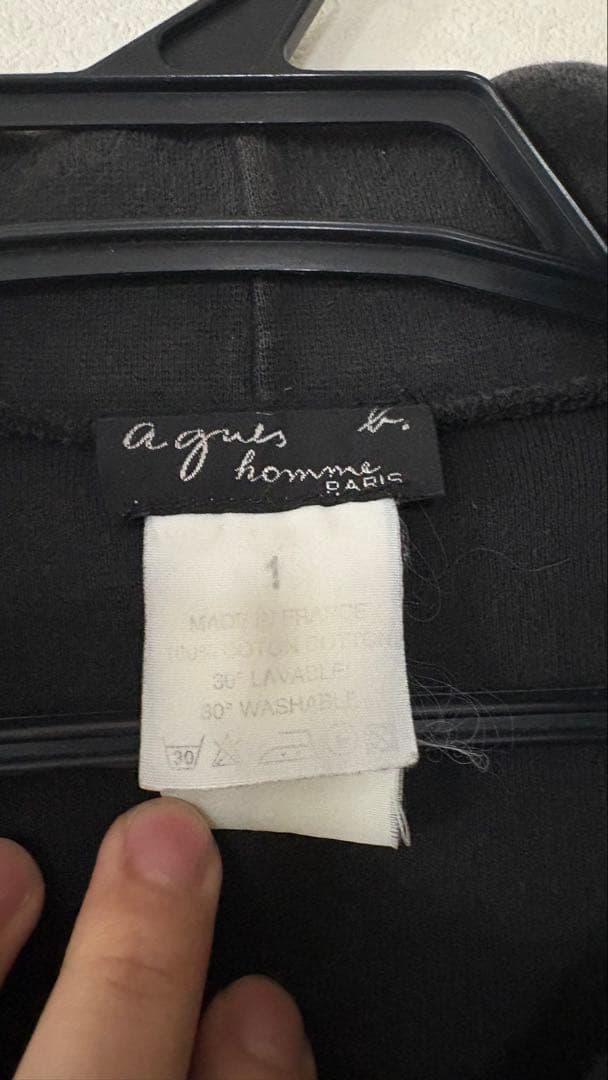 agnès b.
homme
PARIS
1
MADE IN FRANCE
100% COTON COTTON
30° LAVABLE
30° WASHABLE
30